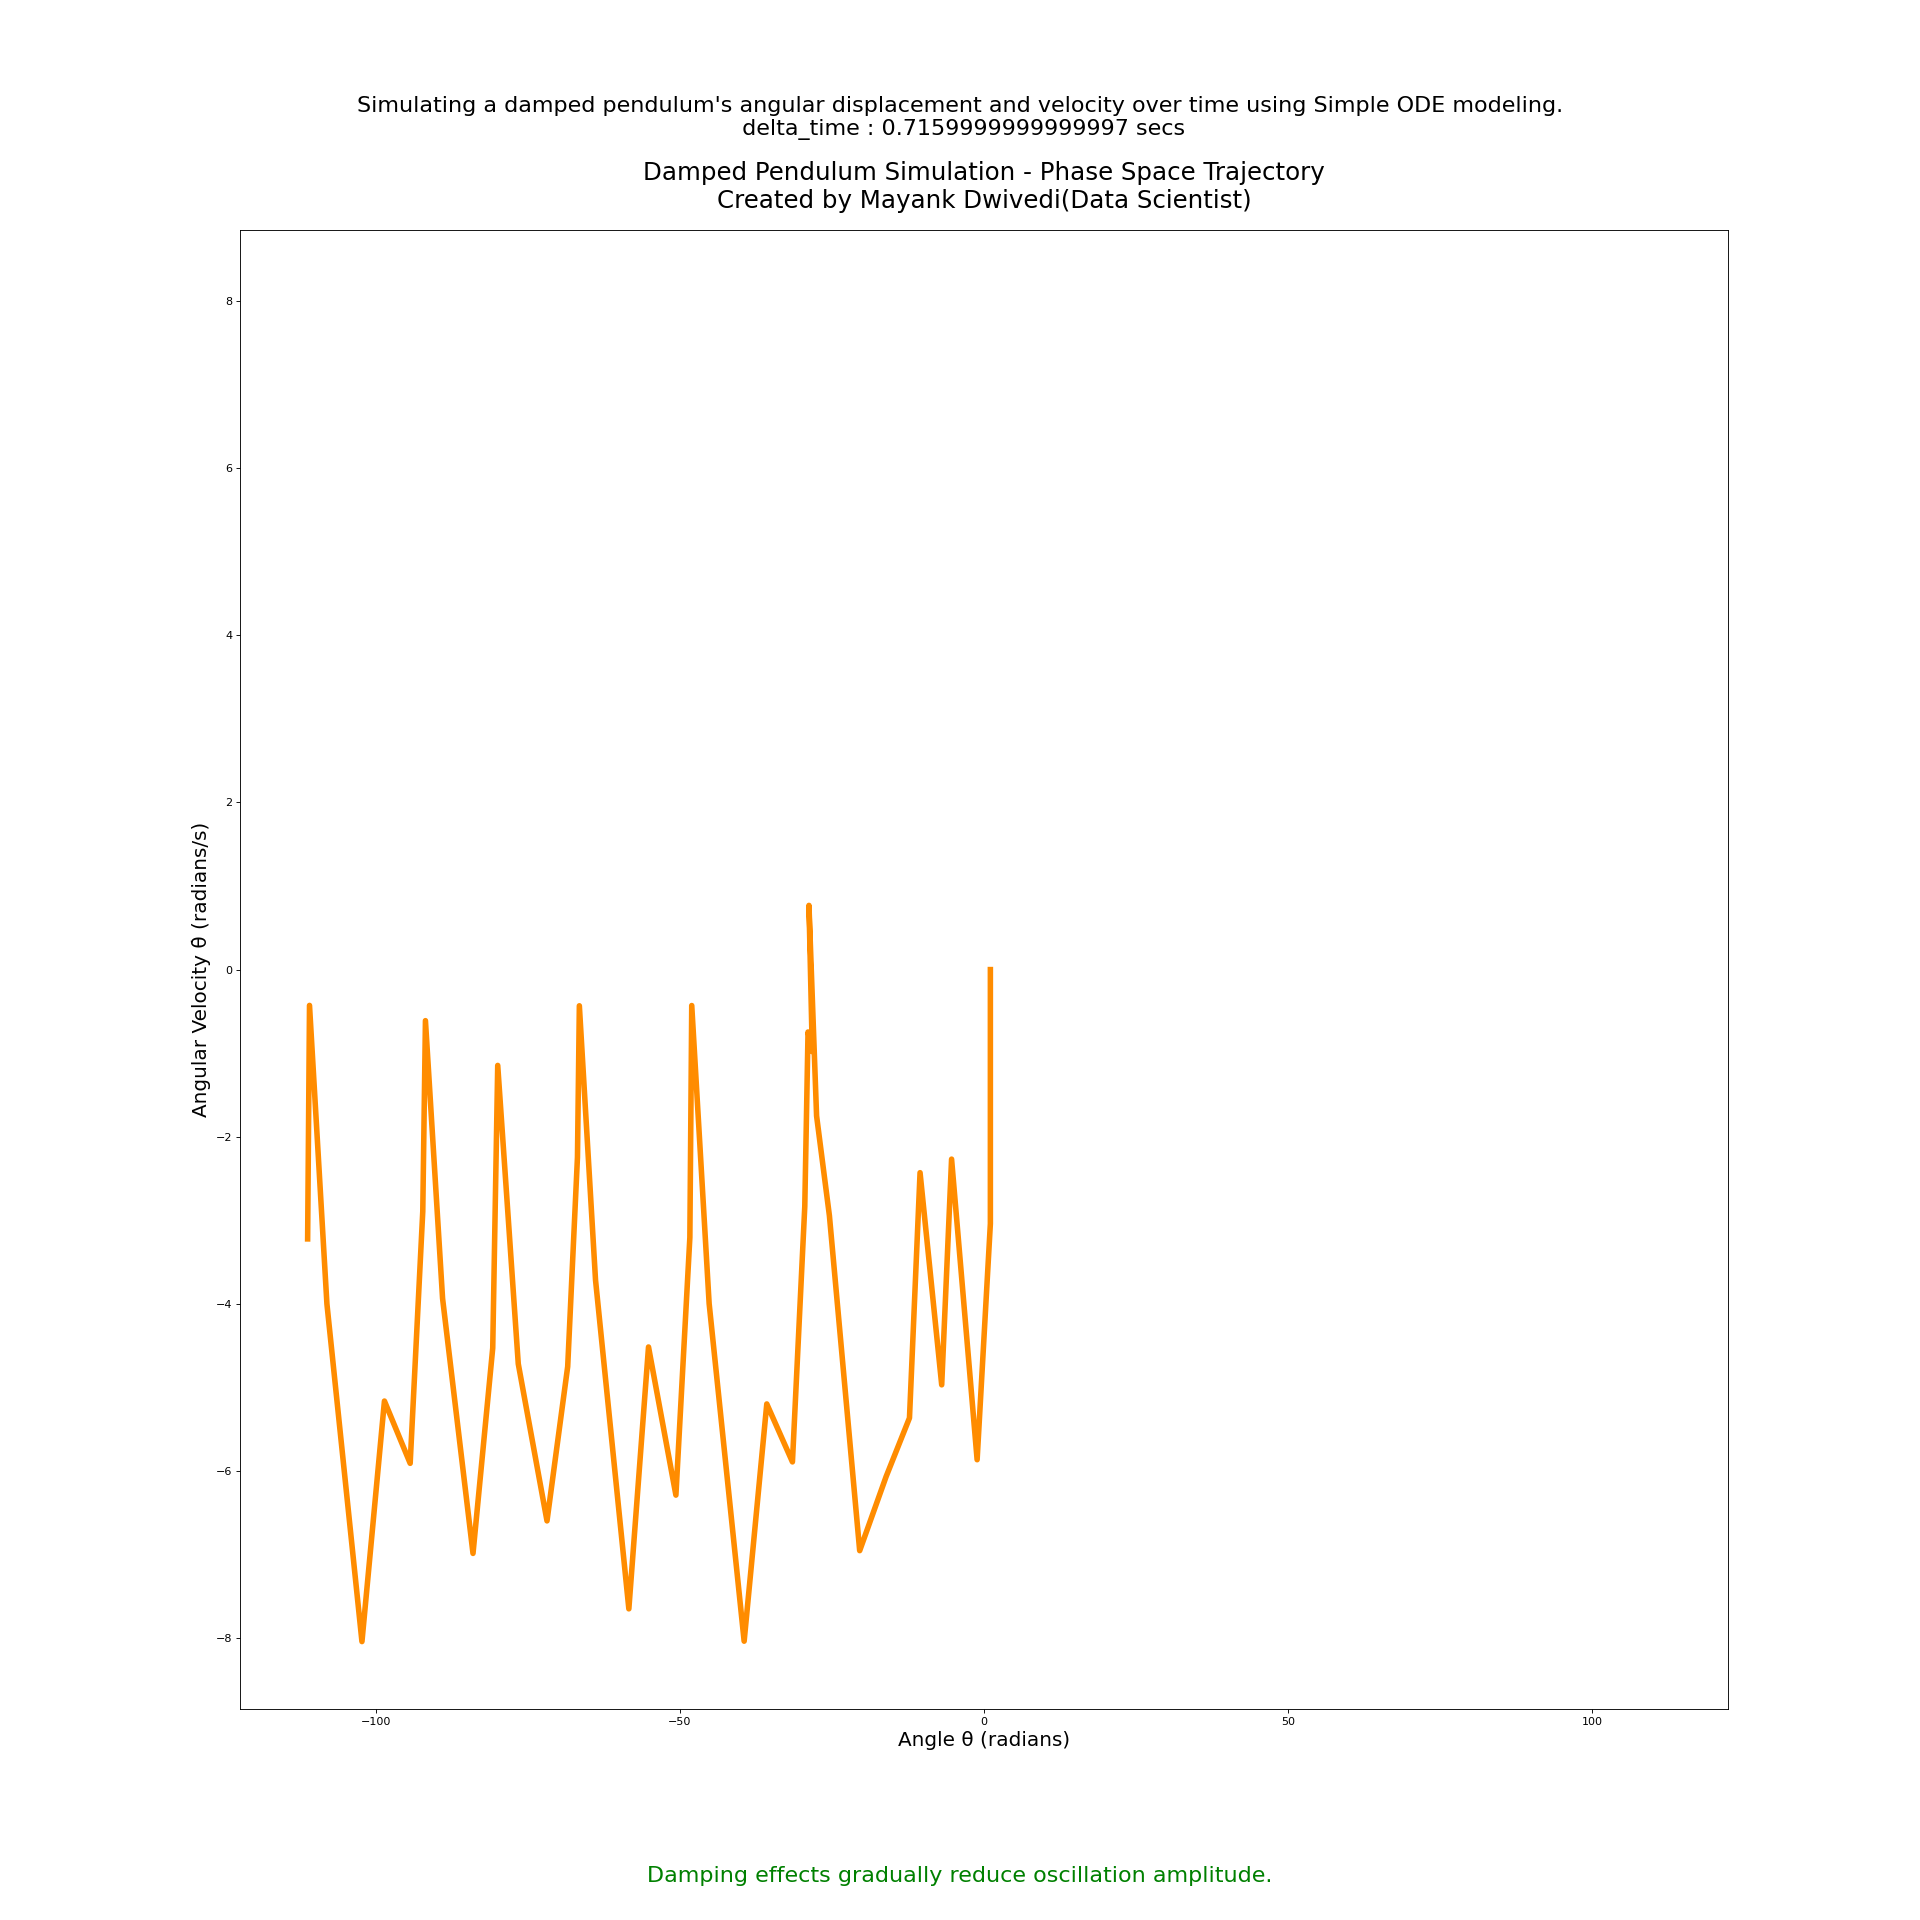 Simulating a damped pendulum's angular displacement and velocity over time using Simple ODE modeling.
delta_time : 0.7159999999999997 secs
Damped Pendulum Simulation - Phase Space Trajectory
Created by Mayank Dwivedi(Data Scientist)
8
6
4
2
0
−2
−4
−6
−8
Angular Velocity θ (radians/s)
−100
−50
0
50
100
Angle θ (radians)
Damping effects gradually reduce oscillation amplitude.